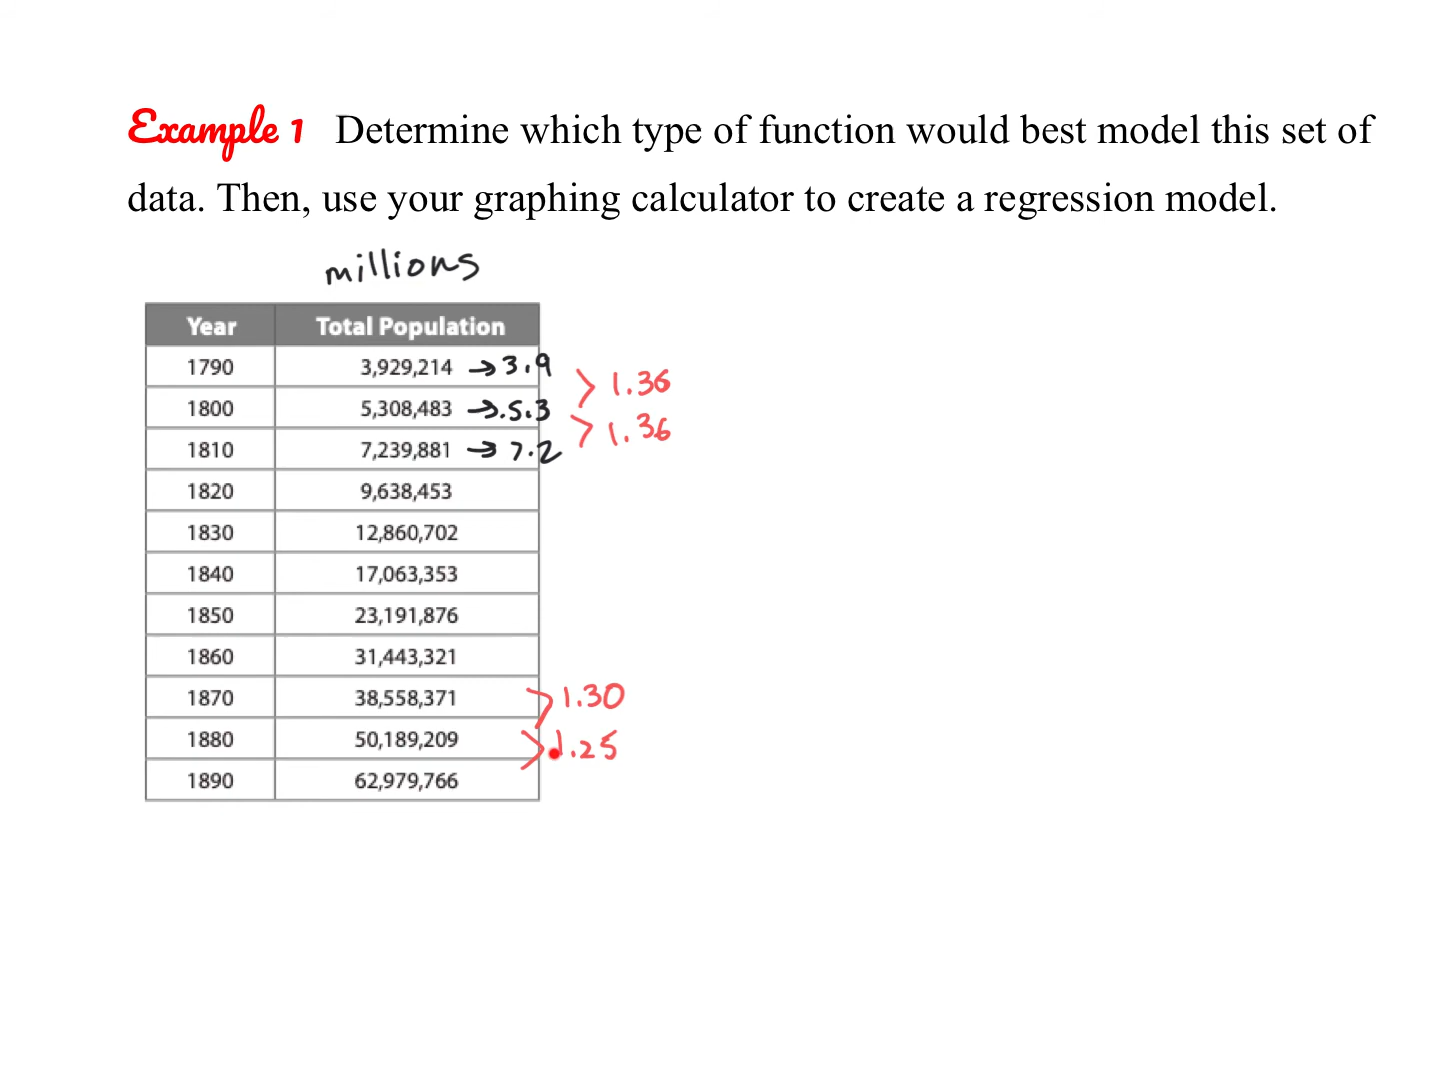 Example 1 Determine which type of function would best model this set of
data. Then, use your graphing calculator to create a regression model.
millions
Year Total Population
1790 3,929,214 → 3.9
1.36
1800 5,308,483 → 5.3
1.36
1810 7,239,881 → 7.2
1820 9,638,453
1830 12,860,702
1840 17,063,353
1850 23,191,876
1860 31,443,321
1870 38,558,371
1.30
1880 50,189,209
1.25
1890 62,979,766